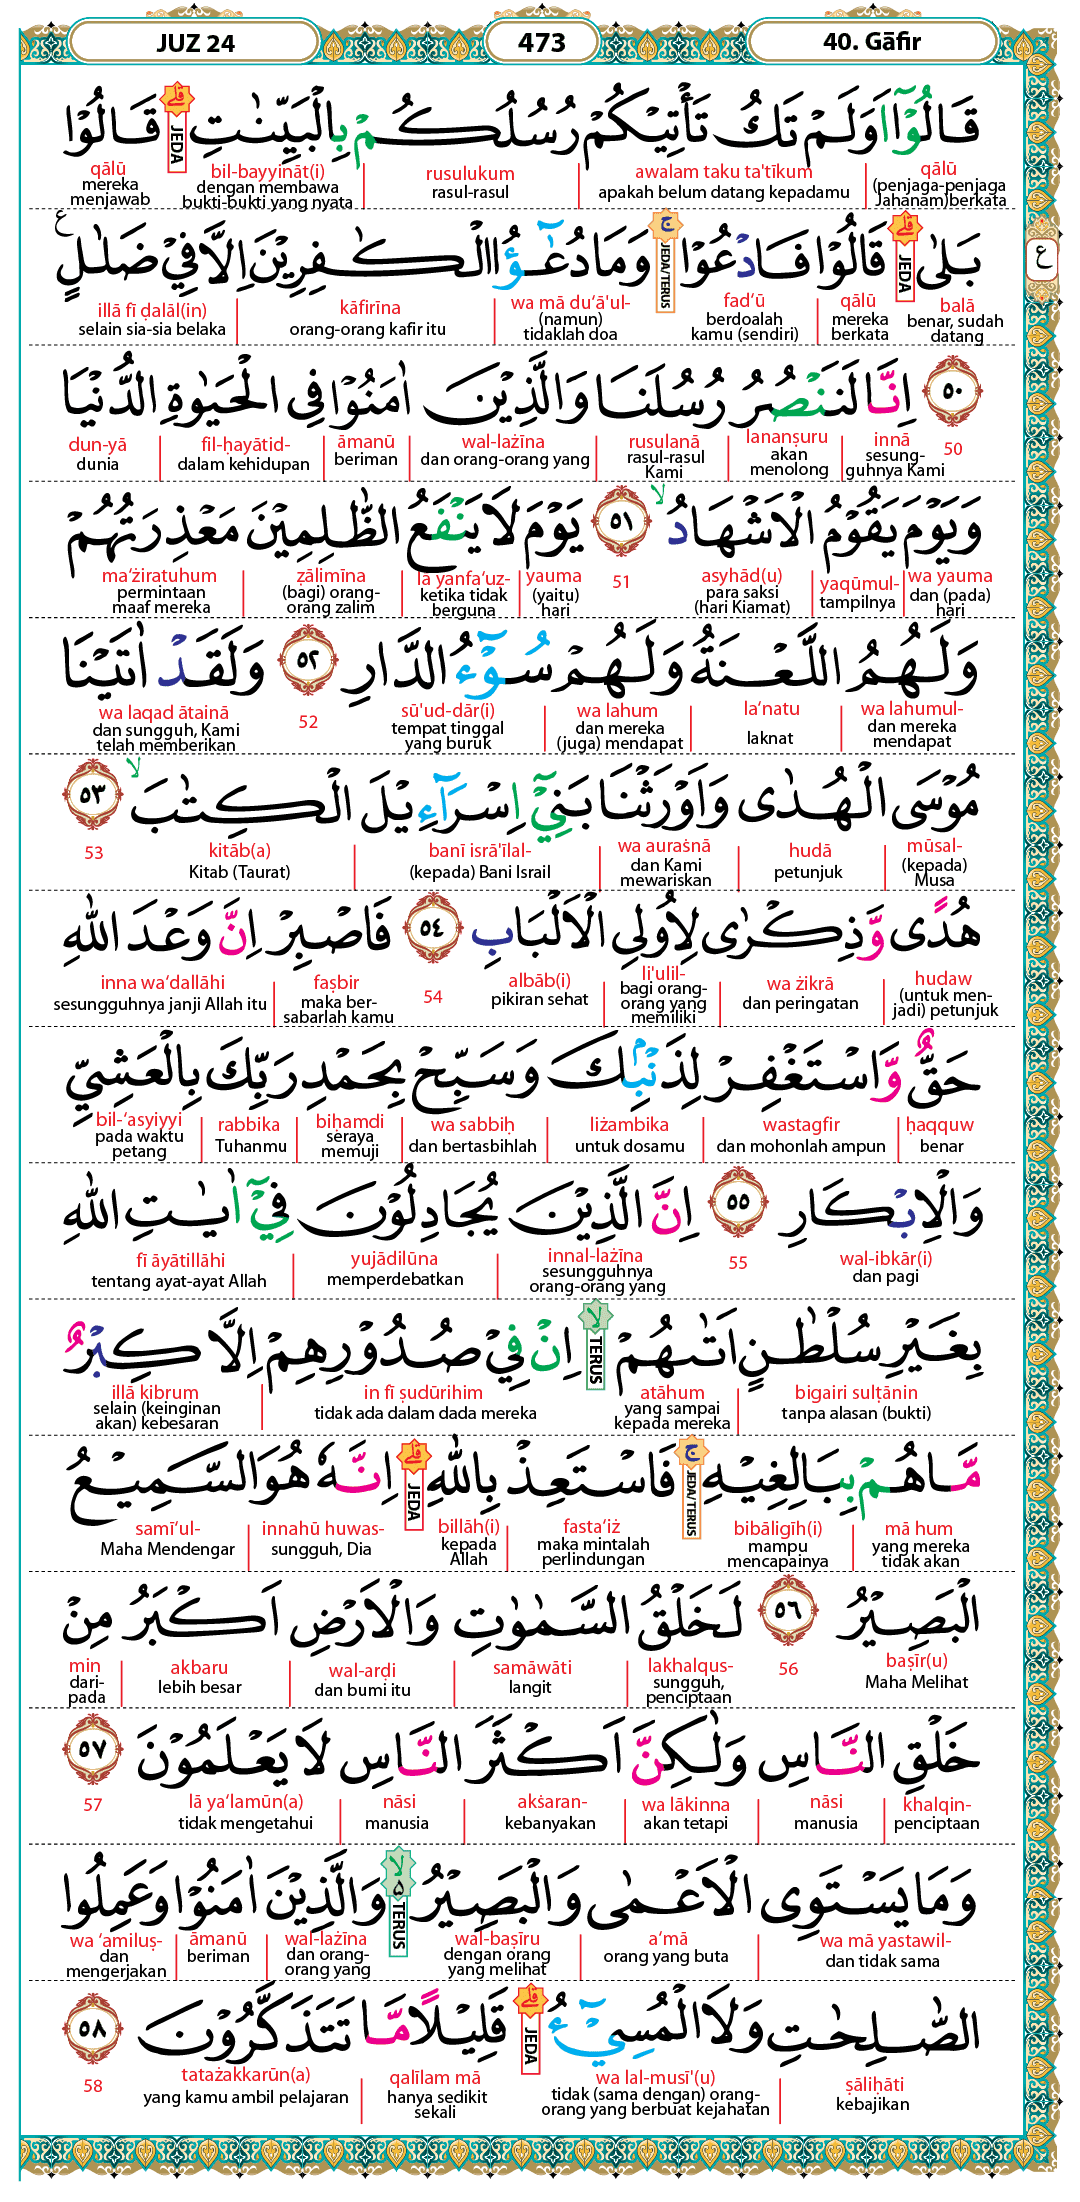 JUZ 24
473
40. Gāfir
قَالُوْٓا اَوَلَمْ تَكُ تَأْتِيْكُمْ رُسُلُكُمْ بِالْبَيِّنٰتِ ۗ قَالُوْا
JEDA
qālū awalam taku ta'tīkum rusulukum bil-bayyināt(i) qālū
(penjaga-penjaga Jahanam)berkata apakah belum datang kepadamu rasul-rasul dengan membawa bukti-bukti yang nyata mereka menjawab
بَلٰى ۗ قَالُوْا فَادْعُوْا ۚ وَمَا دُعٰۤؤُا الْكٰفِرِيْنَ اِلَّا فِيْ ضَلٰلٍ ع
JEDA JEDA/TERUS
ع
balā qālū fad‘ū wa mā du‘ā'ul- kāfirīna illā fī ḍalāl(in)
benar, sudah datang mereka berkata berdoalah kamu (sendiri) (namun) tidaklah doa orang-orang kafir itu selain sia-sia belaka
٥٠ اِنَّا لَنَنْصُرُ رُسُلَنَا وَالَّذِيْنَ اٰمَنُوْا فِى الْحَيٰوةِ الدُّنْيَا
50 innā lananṣuru rusulanā wal-lażīna āmanū fil-ḥayātid- dun-yā
sesung-guhnya Kami akan menolong rasul-rasul Kami dan orang-orang yang beriman dalam kehidupan dunia
وَيَوْمَ يَقُوْمُ الْاَشْهَادُ ۙ ٥١ يَوْمَ لَا يَنْفَعُ الظّٰلِمِيْنَ مَعْذِرَتُهُمْ
wa yauma yaqūmul- asyhād(u) 51 yauma lā yanfa‘uz- ẓālimīna ma‘żiratuhum
dan (pada) hari tampilnya para saksi (hari Kiamat) (yaitu) hari ketika tidak berguna (bagi) orang-orang zalim permintaan maaf mereka
وَلَهُمُ اللَّعْنَةُ وَلَهُمْ سُوْۤءُ الدَّارِ ٥٢ وَلَقَدْ اٰتَيْنَا
wa lahumul- la‘natu wa lahum sū'ud-dār(i) 52 wa laqad ātainā
dan mereka mendapat laknat dan mereka (juga) mendapat tempat tinggal yang buruk dan sungguh, Kami telah memberikan
مُوْسَى الْهُدٰى وَاَوْرَثْنَا بَنِيْٓ اِسْرَاۤءِيْلَ الْكِتٰبَ ۙ ٥٣
mūsal- hudā wa auraṡnā banī isrā'īlal- kitāb(a) 53
(kepada) Musa petunjuk dan Kami mewariskan (kepada) Bani Israil Kitab (Taurat)
هُدًى وَّذِكْرٰى لِاُولِى الْاَلْبَابِ ٥٤ فَاصْبِرْ اِنَّ وَعْدَ اللّٰهِ
hudaw wa żikrā li'ulil- albāb(i) 54 faṣbir inna wa‘dallāhi
(untuk men-jadi) petunjuk dan peringatan bagi orang-orang yang memiliki pikiran sehat maka ber-sabarlah kamu sesungguhnya janji Allah itu
حَقٌّ وَّاسْتَغْفِرْ لِذَنْۢبِكَ وَسَبِّحْ بِحَمْدِ رَبِّكَ بِالْعَشِيِّ
ḥaqquw wastagfir liżambika wa sabbiḥ biḥamdi rabbika bil-‘asyiyyi
benar dan mohonlah ampun untuk dosamu dan bertasbihlah seraya memuji Tuhanmu pada waktu petang
وَالْاِبْكَارِ ٥٥ اِنَّ الَّذِيْنَ يُجَادِلُوْنَ فِيْٓ اٰيٰتِ اللّٰهِ
wal-ibkār(i) 55 innal-lażīna yujādilūna fī āyātillāhi
dan pagi sesungguhnya orang-orang yang memperdebatkan tentang ayat-ayat Allah
بِغَيْرِ سُلْطٰنٍ اَتٰىهُمْ ۙ اِنْ فِيْ صُدُوْرِهِمْ اِلَّا كِبْرٌ
TERUS
bigairi sulṭānin atāhum in fī ṣudūrihim illā kibrum
tanpa alasan (bukti) yang sampai kepada mereka tidak ada dalam dada mereka selain (keinginan akan) kebesaran
مَّا هُمْ بِبَالِغِيْهِ ۚ فَاسْتَعِذْ بِاللّٰهِ ۗ اِنَّهٗ هُوَ السَّمِيْعُ
JEDA/TERUS JEDA
mā hum bibāligīh(i) fasta‘iż billāh(i) innahū huwas- samī‘ul-
yang mereka tidak akan mampu mencapainya maka mintalah perlindungan kepada Allah sungguh, Dia Maha Mendengar
الْبَصِيْرُ ٥٦ لَخَلْقُ السَّمٰوٰتِ وَالْاَرْضِ اَكْبَرُ مِنْ
baṣīr(u) 56 lakhalqus- samāwāti wal-arḍi akbaru min
Maha Melihat sungguh, penciptaan langit dan bumi itu lebih besar dari-pada
خَلْقِ النَّاسِ وَلٰكِنَّ اَكْثَرَ النَّاسِ لَا يَعْلَمُوْنَ ٥٧
khalqin- nāsi wa lākinna akṡaran- nāsi lā ya‘lamūn(a) 57
penciptaan manusia akan tetapi kebanyakan manusia tidak mengetahui
وَمَا يَسْتَوِى الْاَعْمٰى وَالْبَصِيْرُ ۙ وَالَّذِيْنَ اٰمَنُوْا وَعَمِلُوا
TERUS
wa mā yastawil- a‘mā wal-baṣīru wal-lażīna āmanū wa ‘amiluṣ-
dan tidak sama orang yang buta dengan orang yang melihat dan orang-orang yang beriman dan mengerjakan
الصّٰلِحٰتِ وَلَا الْمُسِيْۤءُ ۗ قَلِيْلًا مَّا تَتَذَكَّرُوْنَ ٥٨
JEDA
ṣāliḥāti wa lal-musī'(u) qalīlam mā tatażakkarūn(a) 58
kebajikan tidak (sama dengan) orang-orang yang berbuat kejahatan hanya sedikit sekali yang kamu ambil pelajaran